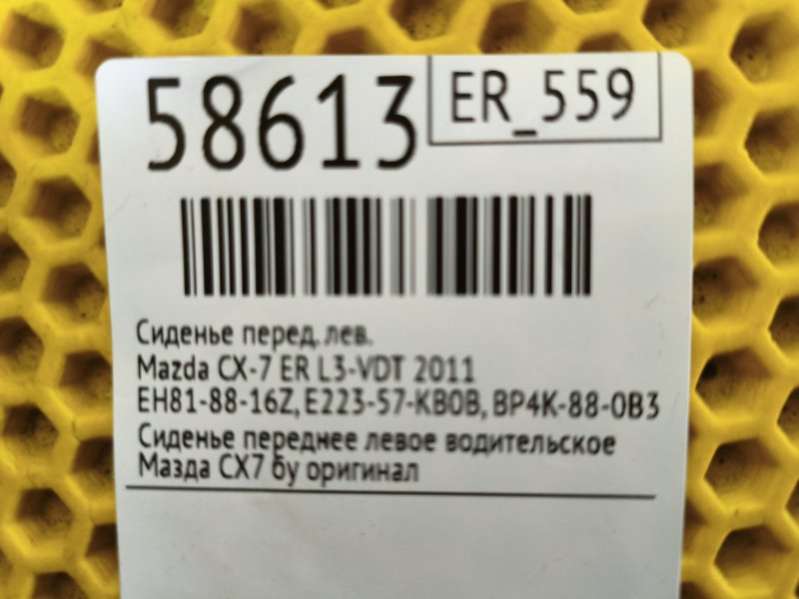 58613
ER_559
Сиденье перед. лев.
Mazda CX-7 ER L3-VDT 2011
EH81-88-16Z, E223-57-KB0B, BP4K-88-0B3
Сиденье переднее левое водительское
Мазда СХ7 бу оригинал